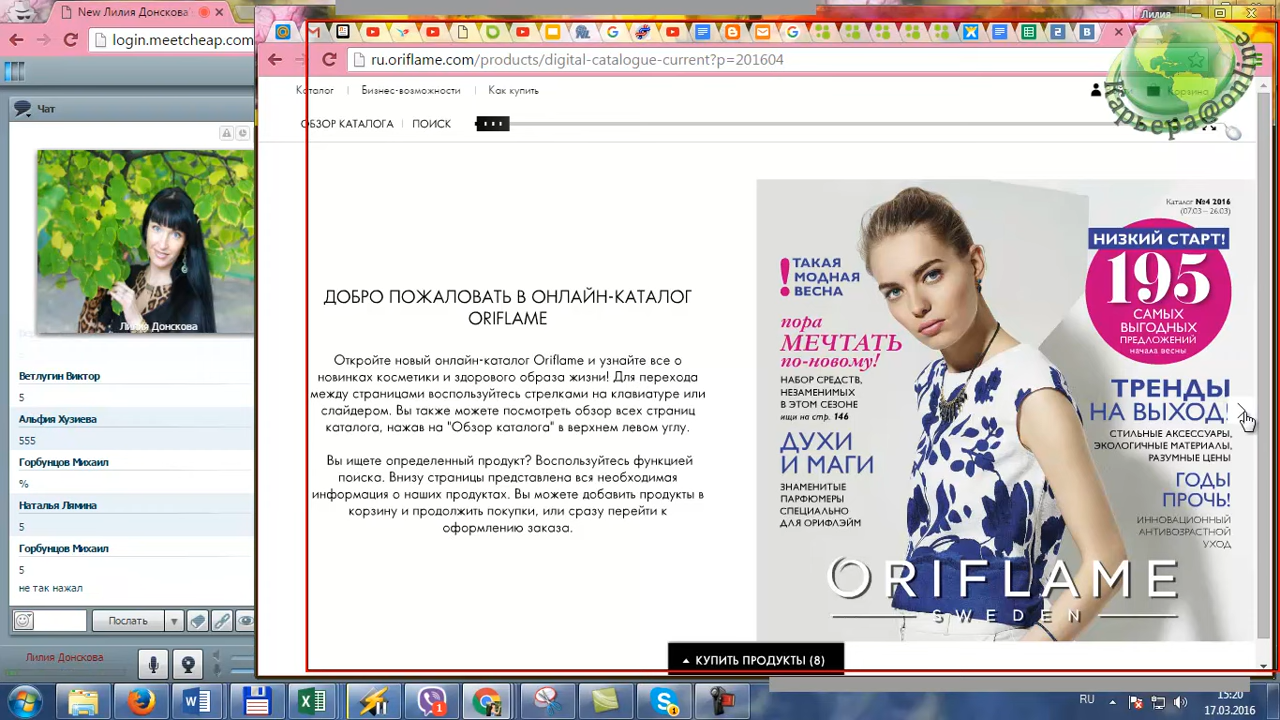 New Лилия Донскова
login.meetcheap.com
Чат
Лилия Донскова
Ветлугин Виктор
5
Альфия Хузиева
555
Горбунцов Михаил
%
Наталья Лямина
5
Горбунцов Михаил
5
не так нажал
Послать
Лилия Донскова
Лилия
ru.oriflame.com/products/digital-catalogue-current?p=201604
Каталог
Бизнес-возможности
Как купить
Корзина
Карьера@online
ОБЗОР КАТАЛОГА
ПОИСК
ДОБРО ПОЖАЛОВАТЬ В ОНЛАЙН-КАТАЛОГ
ORIFLAME
Откройте новый онлайн-каталог Oriflame и узнайте все о
новинках косметики и здорового образа жизни! Для перехода
между страницами воспользуйтесь стрелками на клавиатуре или
слайдером. Вы также можете посмотреть обзор всех страниц
каталога, нажав на "Обзор каталога" в верхнем левом углу.
Вы ищете определенный продукт? Воспользуйтесь функцией
поиска. Внизу страницы представлена вся необходимая
информация о наших продуктах. Вы можете добавить продукты в
корзину и продолжить покупки, или сразу перейти к
оформлению заказа.
Каталог №4 2016
(07.03 – 26.03)
! ТАКАЯ
МОДНАЯ
ВЕСНА
пора
МЕЧТАТЬ
по-новому!
НАБОР СРЕДСТВ,
НЕЗАМЕНИМЫХ
В ЭТОМ СЕЗОНЕ
ищи на стр. 146
ДУХИ
И МАГИ
ЗНАМЕНИТЫЕ
ПАРФЮМЕРЫ
СПЕЦИАЛЬНО
ДЛЯ ОРИФЛЭЙМ
НИЗКИЙ СТАРТ!
195
САМЫХ
ВЫГОДНЫХ
ПРЕДЛОЖЕНИЙ
начала весны
ТРЕНДЫ
НА ВЫХОД!
СТИЛЬНЫЕ АКСЕССУАРЫ,
ЭКОЛОГИЧНЫЕ МАТЕРИАЛЫ,
РАЗУМНЫЕ ЦЕНЫ
ГОДЫ
ПРОЧЬ!
ИННОВАЦИОННЫЙ
АНТИВОЗРАСТНОЙ
УХОД
ORIFLAME
SWEDEN
КУПИТЬ ПРОДУКТЫ (8)
RU
15:20
17.03.2016